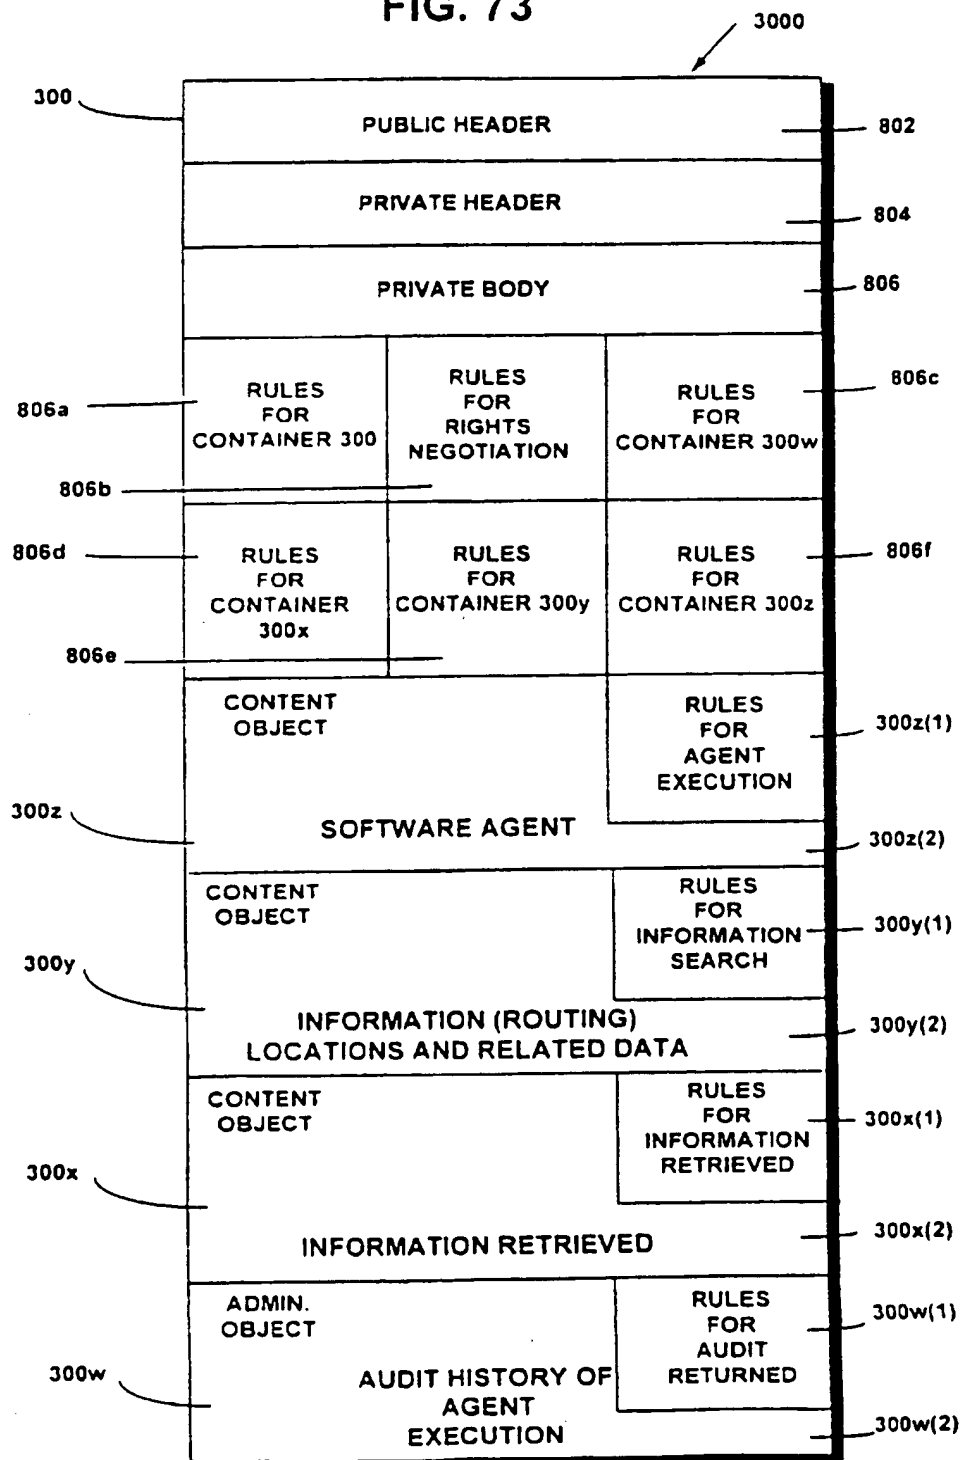 FIG. 73
3000
300
PUBLIC HEADER
802
PRIVATE HEADER
804
PRIVATE BODY
806
806a
RULES
FOR
CONTAINER 300
RULES
FOR
RIGHTS
NEGOTIATION
806b
RULES
FOR
CONTAINER 300w
806c
806d
RULES
FOR
CONTAINER
300x
RULES
FOR
CONTAINER 300y
806e
RULES
FOR
CONTAINER 300z
806f
CONTENT
OBJECT
RULES
FOR
AGENT
EXECUTION
300z(1)
300z
SOFTWARE AGENT
300z(2)
CONTENT
OBJECT
RULES
FOR
INFORMATION
SEARCH
300y(1)
300y
INFORMATION (ROUTING)
LOCATIONS AND RELATED DATA
300y(2)
CONTENT
OBJECT
RULES
FOR
INFORMATION
RETRIEVED
300x(1)
300x
INFORMATION RETRIEVED
300x(2)
ADMIN.
OBJECT
RULES
FOR
AUDIT
RETURNED
300w(1)
300w
AUDIT HISTORY OF
AGENT
EXECUTION
300w(2)